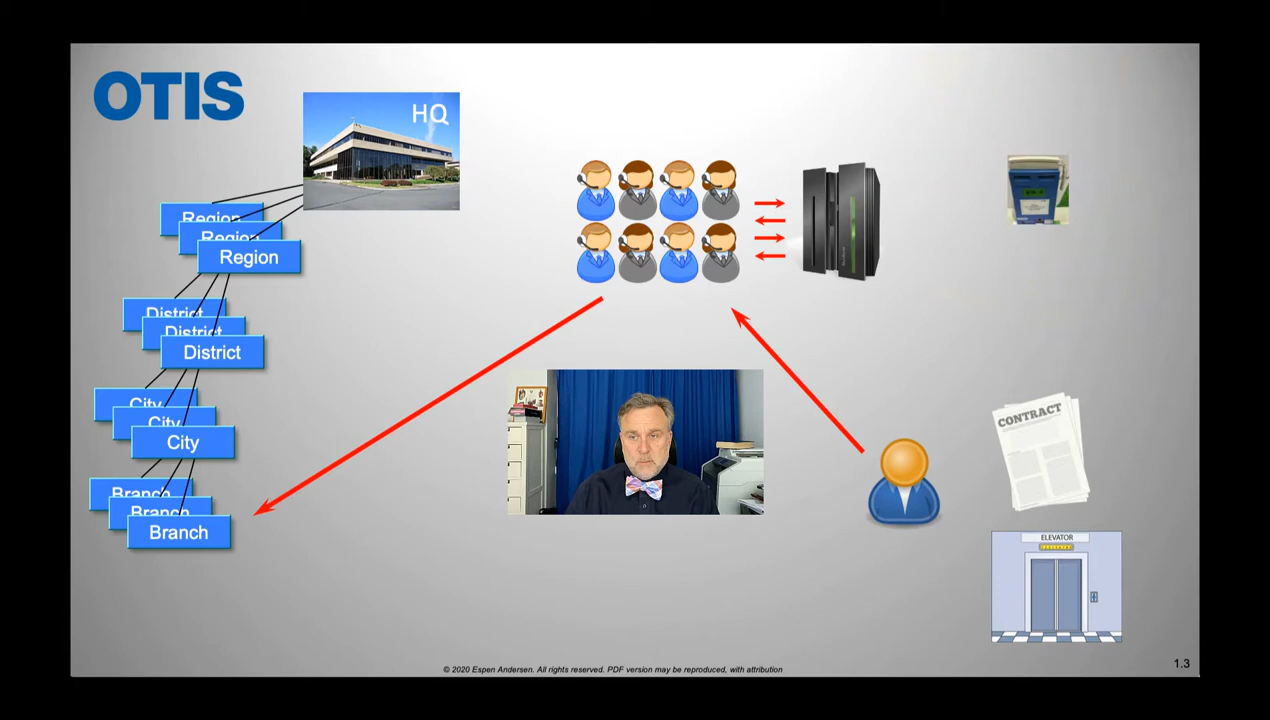 OTIS
HQ
Region
Region
Region
District
District
District
City
City
City
Branch
Branch
Branch
CONTRACT
ELEVATOR
© 2020 Espen Andersen. All rights reserved. PDF version may be reproduced, with attribution
1.3